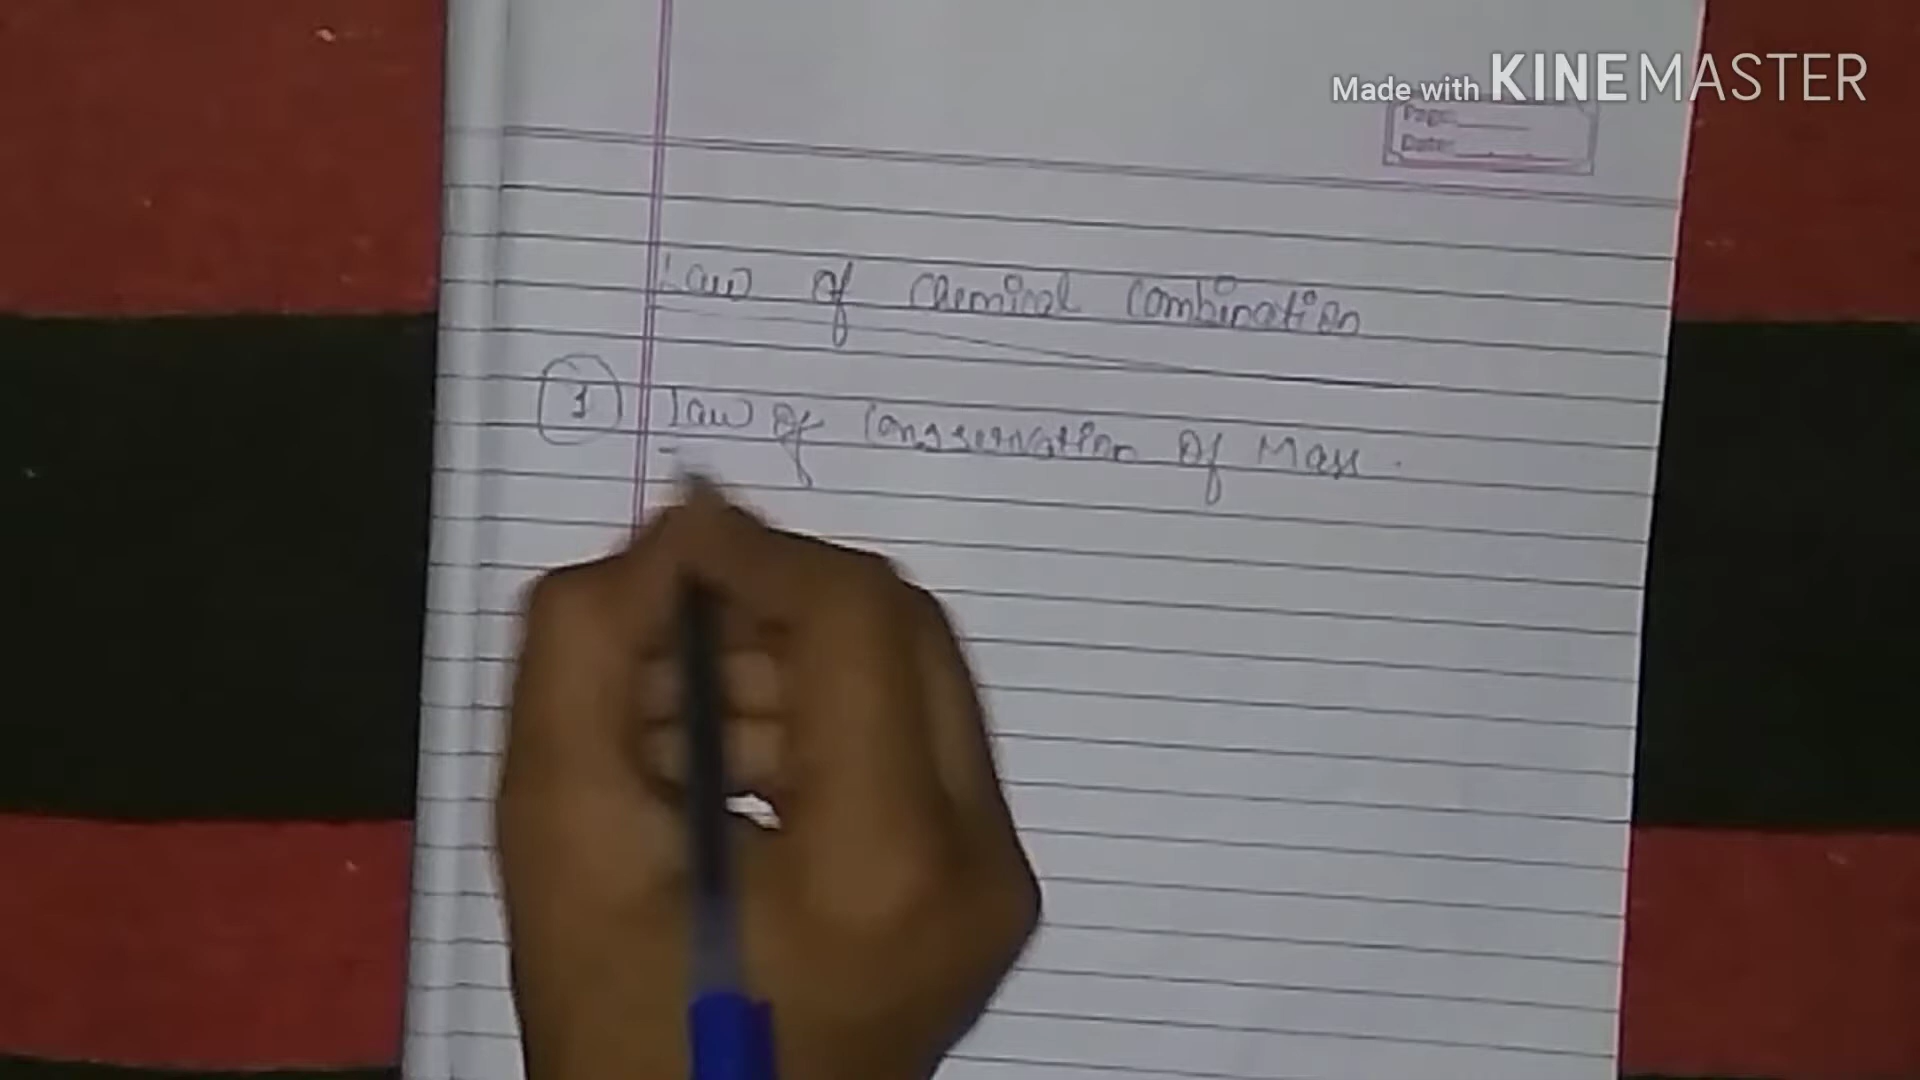 Made with KINEMASTER
Page:
Date:
Law of Chemical Combination
1 Law of Conservation of Mass.